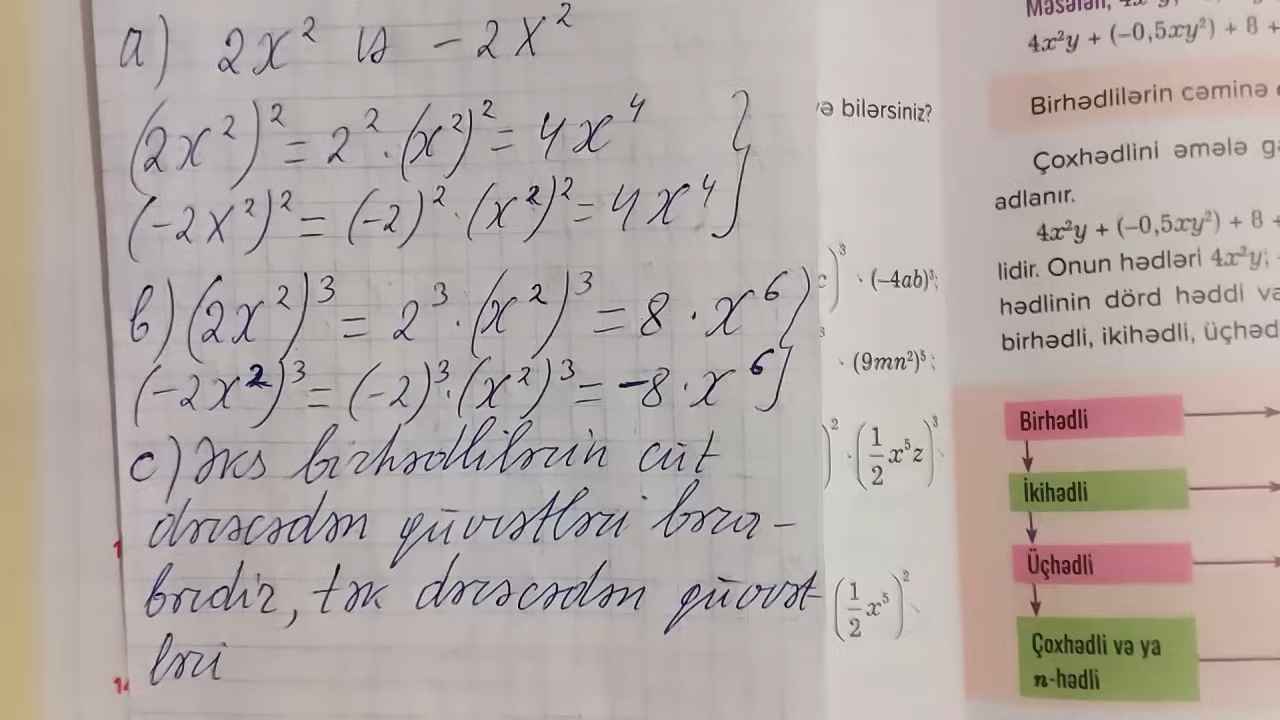 a) 2x² və -2x²
(2x²)² = 2² · (x²)² = 4x⁴
(-2x²)² = (-2)² · (x²)² = 4x⁴
b) (2x²)³ = 2³ · (x²)³ = 8 · x⁶
(-2x²)³ = (-2)³ · (x²)³ = -8 · x⁶
c) Əks birhədlilərin cüt
dərəcədən qüvvətləri bəra-
bərdir, tək dərəcədən qüvvət
ləri
və bilərsiniz?
)³ · (-4ab)³;
· (9mn²)⁵;
)² · (1/2 x⁵z)³
(1/2 x⁵)²
Məsələn,
4x²y + (-0,5xy²) + 8 +
Birhədlilərin cəminə
Çoxhədlini əmələ
adlanır.
4x²y + (-0,5xy²) + 8 +
lidir. Onun hədləri 4x²y;
hədlinin dörd həddi
birhədli, ikihədli,
Birhədli
İkihədli
Üçhədli
Çoxhədli və ya
n-hədli